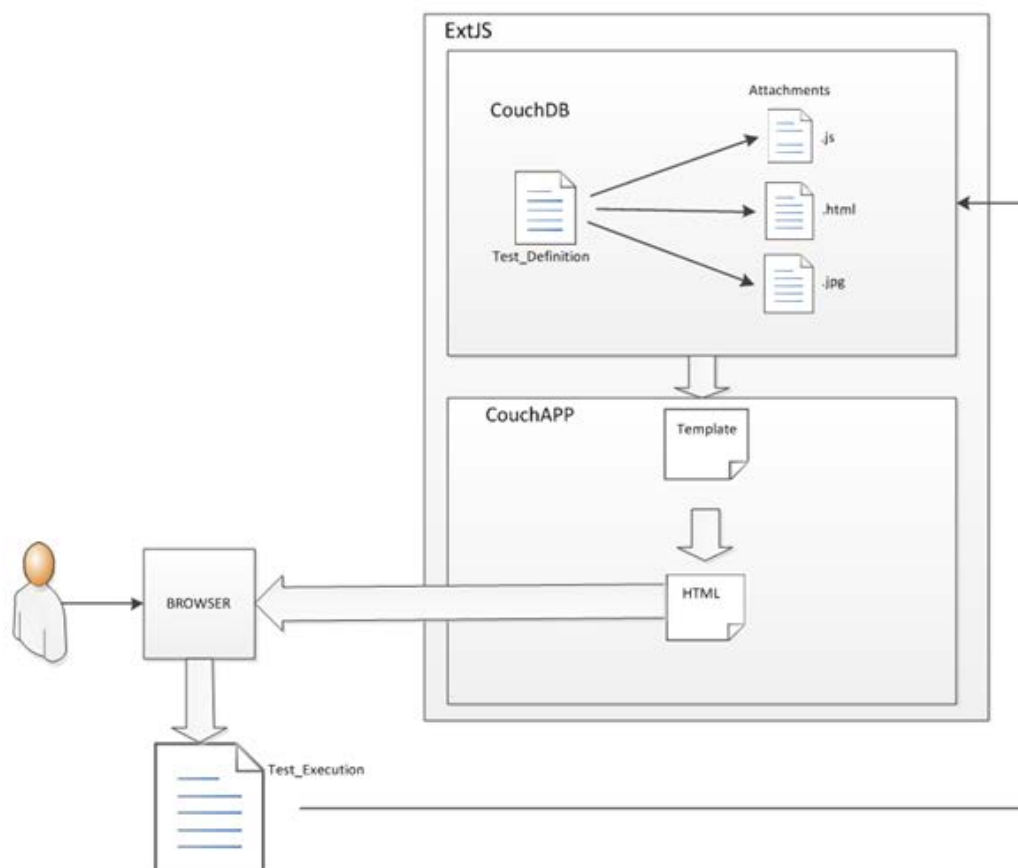 ExtJS
CouchDB
Attachments
.js
.html
.jpg
Test_Definition
CouchAPP
Template
HTML
BROWSER
Test_Execution